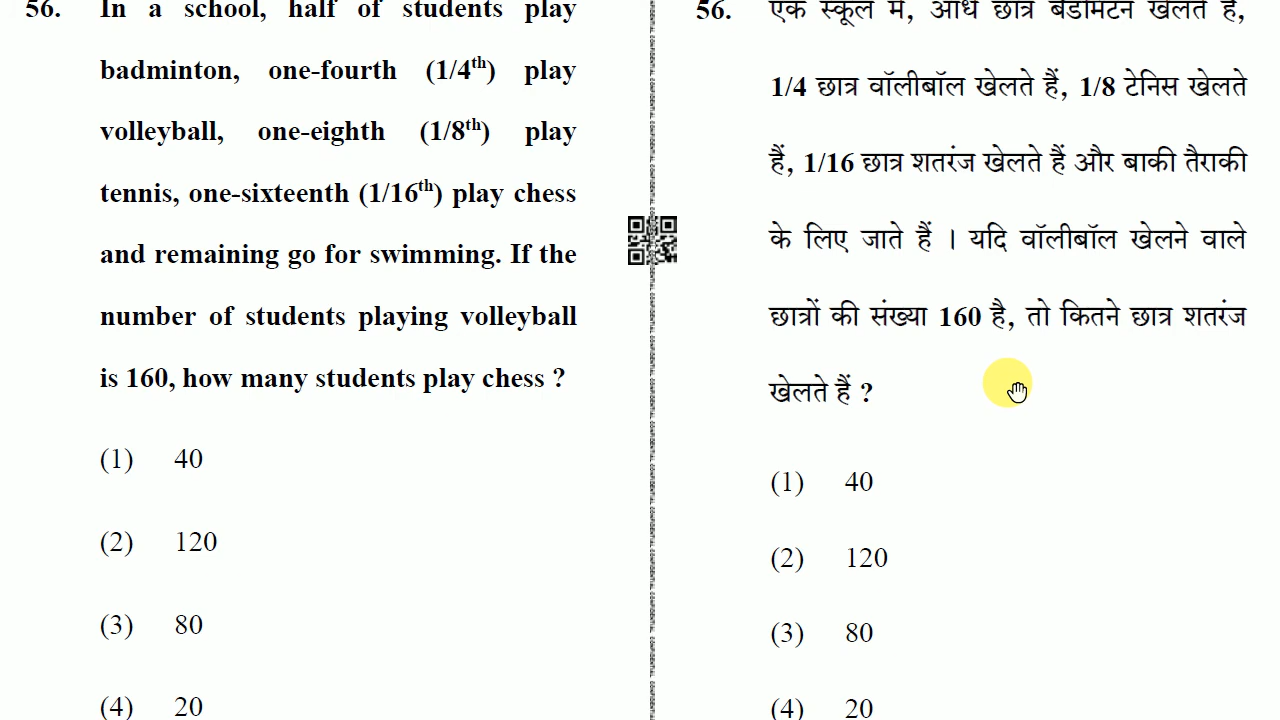 56. In a school, half of students play
badminton, one-fourth (1/4th) play
volleyball, one-eighth (1/8th) play
tennis, one-sixteenth (1/16th) play chess
and remaining go for swimming. If the
number of students playing volleyball
is 160, how many students play chess ?
(1) 40
(2) 120
(3) 80
(4) 20
56. एक स्कूल में, आधे छात्र बैडमिंटन खेलते हैं,
1/4 छात्र वॉलीबॉल खेलते हैं, 1/8 टेनिस खेलते
हैं, 1/16 छात्र शतरंज खेलते हैं और बाकी तैराकी
के लिए जाते हैं । यदि वॉलीबॉल खेलने वाले
छात्रों की संख्या 160 है, तो कितने छात्र शतरंज
खेलते हैं ?
(1) 40
(2) 120
(3) 80
(4) 20